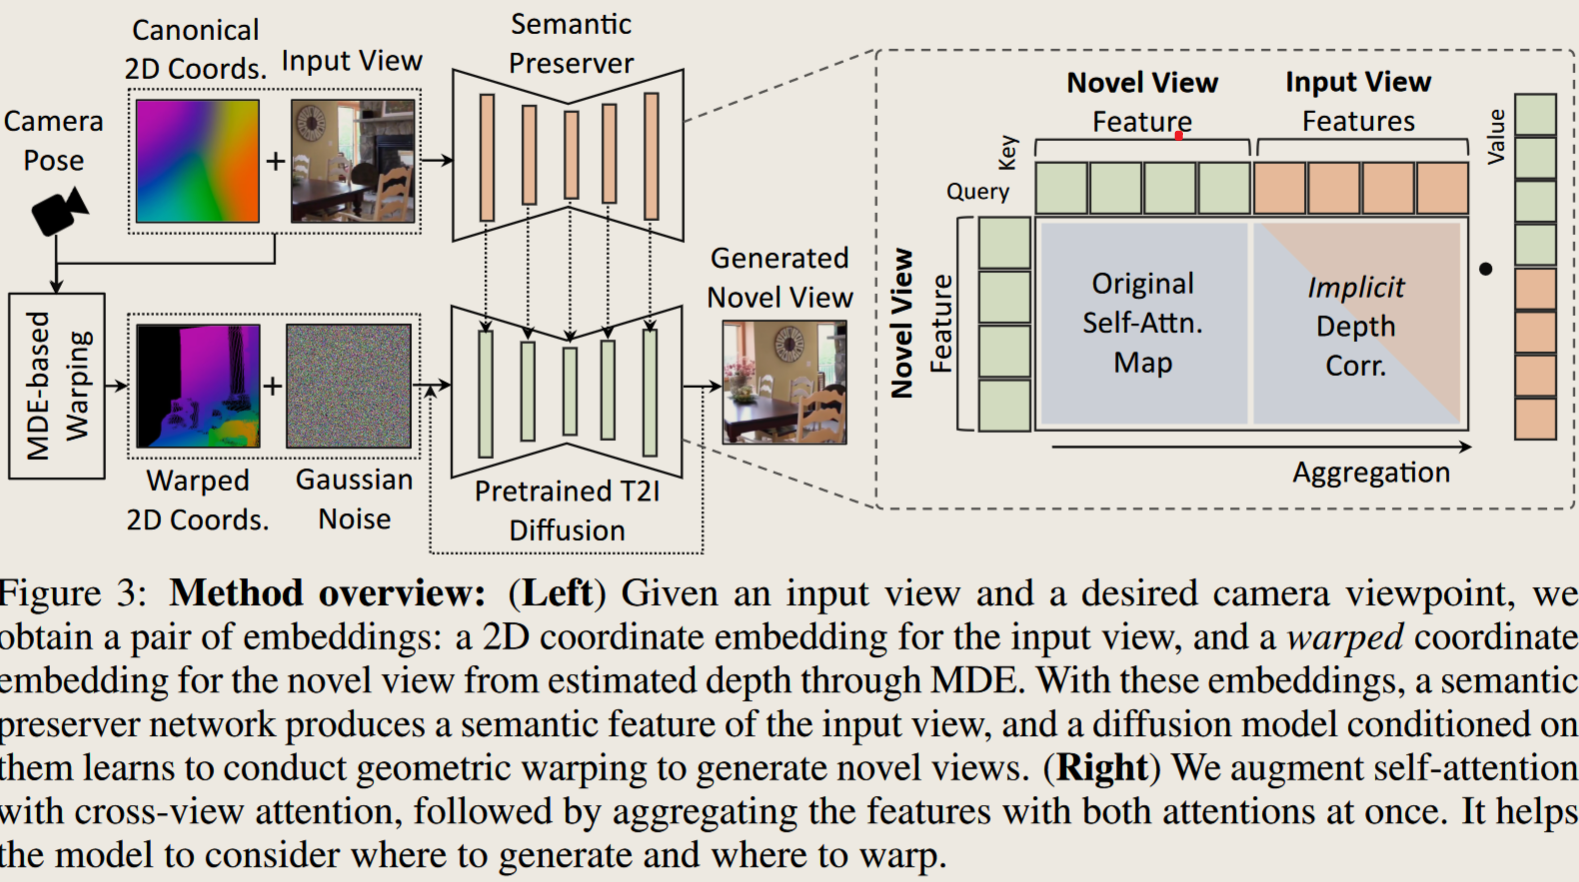 Canonical
2D Coords.
Input View
Semantic
Preserver
Camera
Pose
MDE-based
Warping
Warped
2D Coords.
Gaussian
Noise
Pretrained T2I
Diffusion
Generated
Novel View
Novel View
Feature
Input View
Features
Key
Query
Value
Novel View
Feature
Original
Self-Attn.
Map
Implicit
Depth
Corr.
Aggregation
Figure 3: Method overview: (Left) Given an input view and a desired camera viewpoint, we
obtain a pair of embeddings: a 2D coordinate embedding for the input view, and a warped coordinate
embedding for the novel view from estimated depth through MDE. With these embeddings, a semantic
preserver network produces a semantic feature of the input view, and a diffusion model conditioned on
them learns to conduct geometric warping to generate novel views. (Right) We augment self-attention
with cross-view attention, followed by aggregating the features with both attentions at once. It helps
the model to consider where to generate and where to warp.